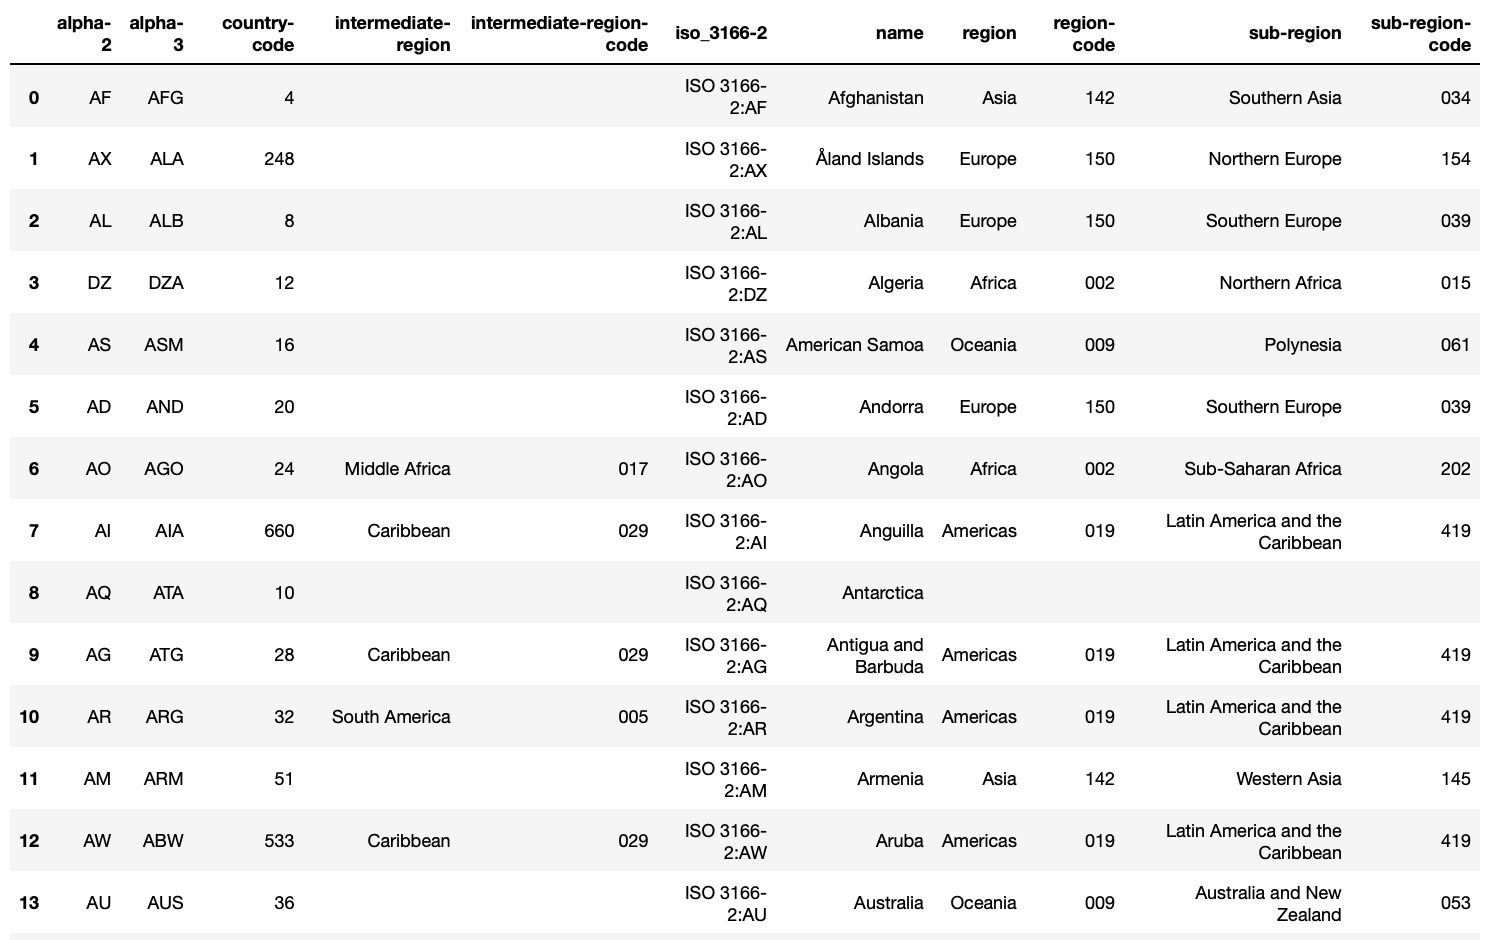 alpha-2 alpha-3 country-code intermediate-region intermediate-region-code iso_3166-2 name region region-code sub-region sub-region-code
0 AF AFG 4 ISO 3166-2:AF Afghanistan Asia 142 Southern Asia 034
1 AX ALA 248 ISO 3166-2:AX Åland Islands Europe 150 Northern Europe 154
2 AL ALB 8 ISO 3166-2:AL Albania Europe 150 Southern Europe 039
3 DZ DZA 12 ISO 3166-2:DZ Algeria Africa 002 Northern Africa 015
4 AS ASM 16 ISO 3166-2:AS American Samoa Oceania 009 Polynesia 061
5 AD AND 20 ISO 3166-2:AD Andorra Europe 150 Southern Europe 039
6 AO AGO 24 Middle Africa 017 ISO 3166-2:AO Angola Africa 002 Sub-Saharan Africa 202
7 AI AIA 660 Caribbean 029 ISO 3166-2:AI Anguilla Americas 019 Latin America and the Caribbean 419
8 AQ ATA 10 ISO 3166-2:AQ Antarctica
9 AG ATG 28 Caribbean 029 ISO 3166-2:AG Antigua and Barbuda Americas 019 Latin America and the Caribbean 419
10 AR ARG 32 South America 005 ISO 3166-2:AR Argentina Americas 019 Latin America and the Caribbean 419
11 AM ARM 51 ISO 3166-2:AM Armenia Asia 142 Western Asia 145
12 AW ABW 533 Caribbean 029 ISO 3166-2:AW Aruba Americas 019 Latin America and the Caribbean 419
13 AU AUS 36 ISO 3166-2:AU Australia Oceania 009 Australia and New Zealand 053